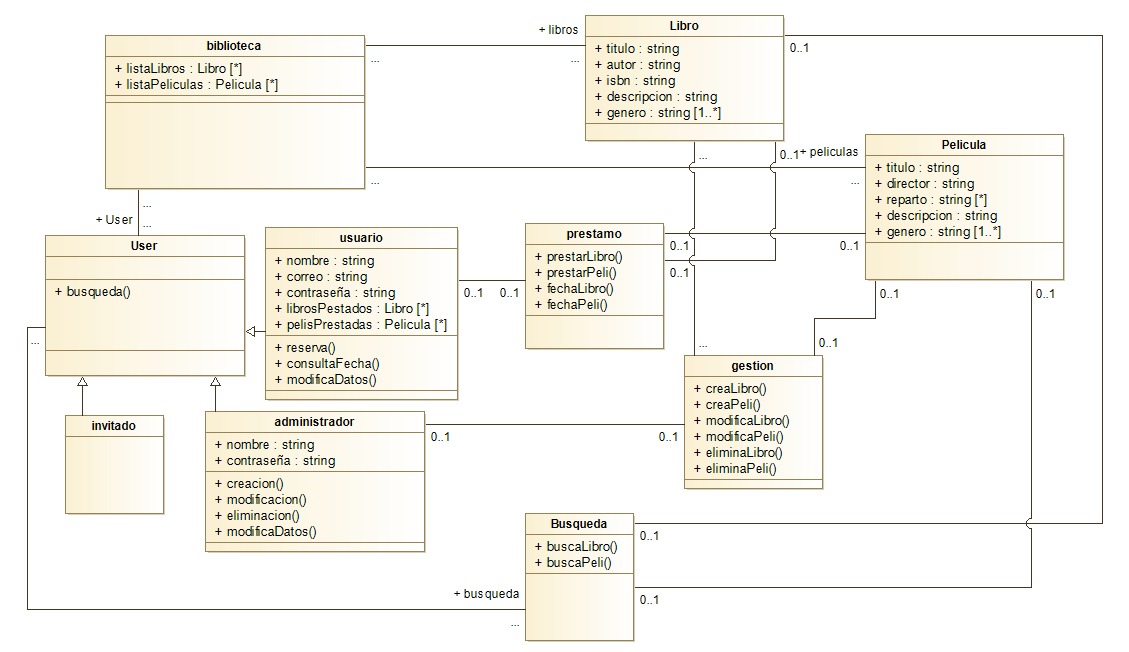 biblioteca
+ listaLibros : Libro [*]
+ listaPeliculas : Pelicula [*]
+ libros
...
...
Libro
+ titulo : string
+ autor : string
+ isbn : string
+ descripcion : string
+ genero : string [1..*]
0..1
...
0..1
+ peliculas
...
...
Pelicula
+ titulo : string
+ director : string
+ reparto : string [*]
+ descripcion : string
+ genero : string [1..*]
...
+ User
...
User
+ busqueda()
...
usuario
+ nombre : string
+ correo : string
+ contraseña : string
+ librosPestados : Libro [*]
+ pelisPrestadas : Pelicula [*]
+ reserva()
+ consultaFecha()
+ modificaDatos()
0..1
0..1
prestamo
+ prestarLibro()
+ prestarPeli()
+ fechaLibro()
+ fechaPeli()
0..1
0..1
0..1
0..1
0..1
...
0..1
gestion
+ creaLibro()
+ creaPeli()
+ modificaLibro()
+ modificaPeli()
+ eliminaLibro()
+ eliminaPeli()
invitado
administrador
+ nombre : string
+ contraseña : string
+ creacion()
+ modificacion()
+ eliminacion()
+ modificaDatos()
0..1
0..1
Busqueda
+ buscaLibro()
+ buscaPeli()
0..1
0..1
+ busqueda
...